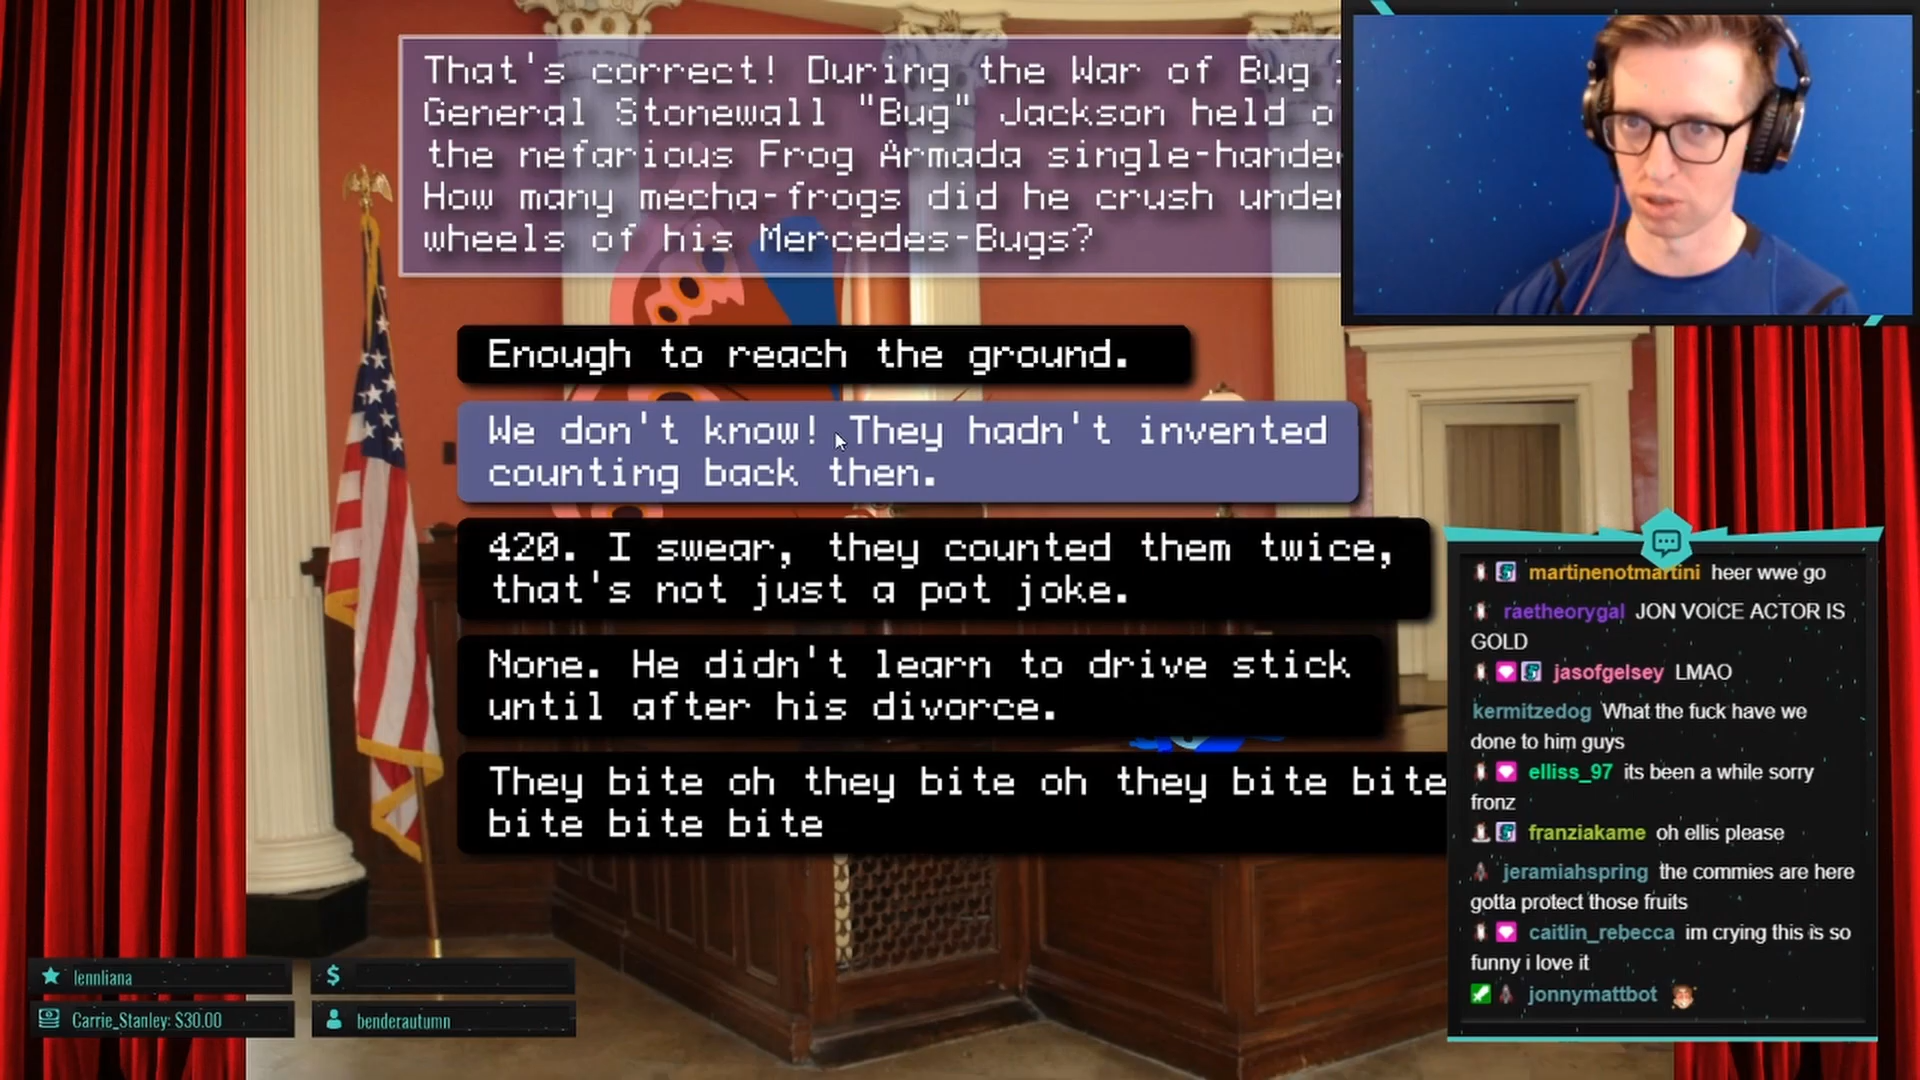 That's correct! During the War of Bug
General Stonewall "Bug" Jackson held o
the nefarious Frog Armada single-hande
How many mecha-frogs did he crush unde
wheels of his Mercedes-Bugs?
Enough to reach the ground.
We don't know! They hadn't invented
counting back then.
420. I swear, they counted them twice,
that's not just a pot joke.
None. He didn't learn to drive stick
until after his divorce.
They bite oh they bite oh they bite bite
bite bite bite
martinenotmartini heer wwe go
raetheorygal JON VOICE ACTOR IS
GOLD
jasofgelsey LMAO
kermitzedog What the fuck have we
done to him guys
elliss_97 its been a while sorry
fronz
franziakame oh ellis please
jeramiahspring the commies are here
gotta protect those fruits
caitlin_rebecca im crying this is so
funny i love it
jonnymattbot
lennliana
$
Carrie_Stanley: $30.00
benderautumn